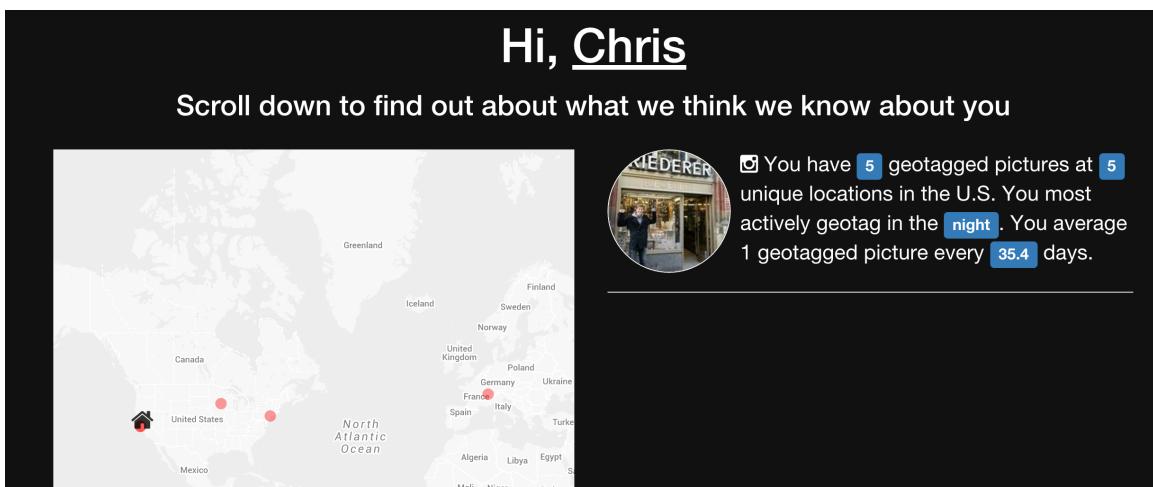 Hi, Chris
Scroll down to find out about what we think we know about you
Greenland
Finland
Iceland
Sweden
Norway
United
Kingdom
Canada
Poland
Germany
Ukraine
France
Italy
Spain
United States
Turke
North
Atlantic
Ocean
Algeria
Libya
Egypt
Mexico
You have 5 geotagged pictures at 5
unique locations in the U.S. You most
actively geotag in the night . You average
1 geotagged picture every 35.4 days.